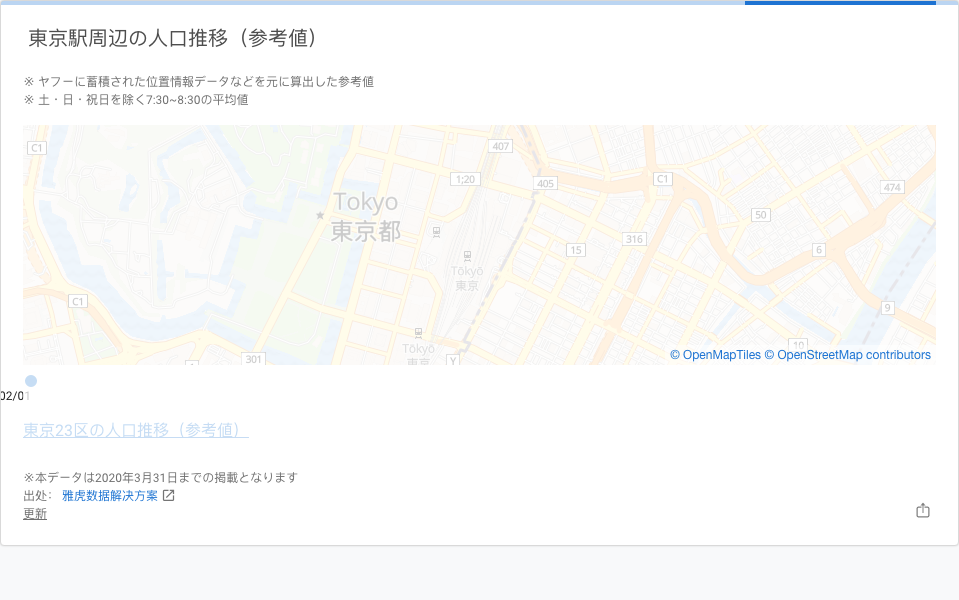 東京駅周辺の人口推移（参考値）
※ ヤフーに蓄積された位置情報データなどを元に算出した参考値
※ 土・日・祝日を除く7:30~8:30の平均値
C1
407
1;20
405
C1
474
Tokyo
東京都
50
316
15
6
Tōkyō
東京
C1
9
301
Tōkyō
東京
Y
10
© OpenMapTiles © OpenStreetMap contributors
02/01
東京23区の人口推移（参考値）
※本データは2020年3月31日までの掲載となります
出处： 雅虎数据解决方案
更新